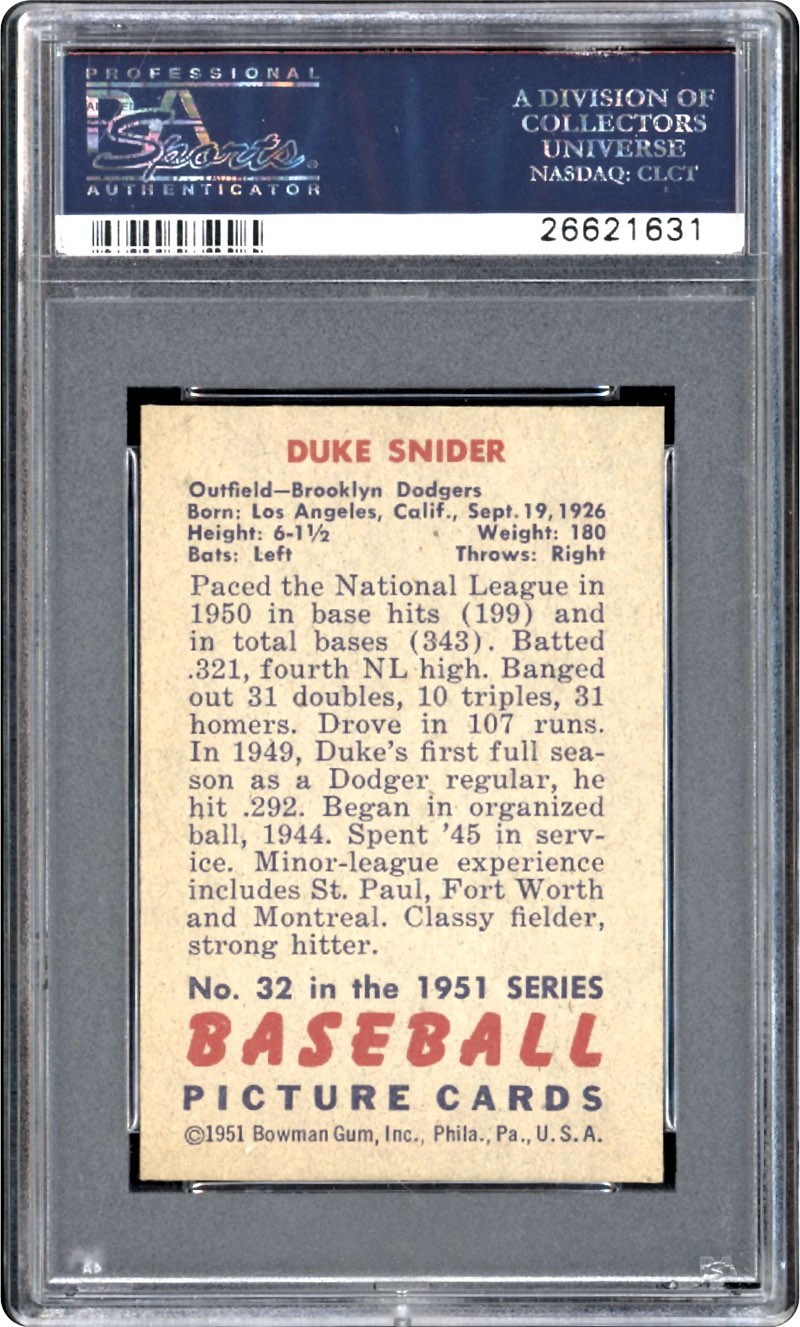 PROFESSIONAL
PSA
Sports.
AUTHENTICATOR
A DIVISION OF
COLLECTORS
UNIVERSE
NASDAQ: CLCT
26621631
DUKE SNIDER
Outfield—Brooklyn Dodgers
Born: Los Angeles, Calif., Sept. 19, 1926
Height: 6-1½ Weight: 180
Bats: Left Throws: Right
Paced the National League in
1950 in base hits (199) and
in total bases (343). Batted
.321, fourth NL high. Banged
out 31 doubles, 10 triples, 31
homers. Drove in 107 runs.
In 1949, Duke's first full sea-
son as a Dodger regular, he
hit .292. Began in organized
ball, 1944. Spent '45 in serv-
ice. Minor-league experience
includes St. Paul, Fort Worth
and Montreal. Classy fielder,
strong hitter.
No. 32 in the 1951 SERIES
BASEBALL
PICTURE CARDS
©1951 Bowman Gum, Inc., Phila., Pa., U.S.A.